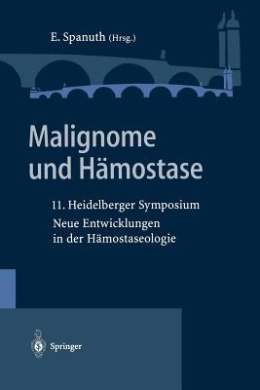 E. Spanuth (Hrsg.)
Malignome
und Hämostase
11. Heidelberger Symposium
Neue Entwicklungen
in der Hämostaseologie
Springer